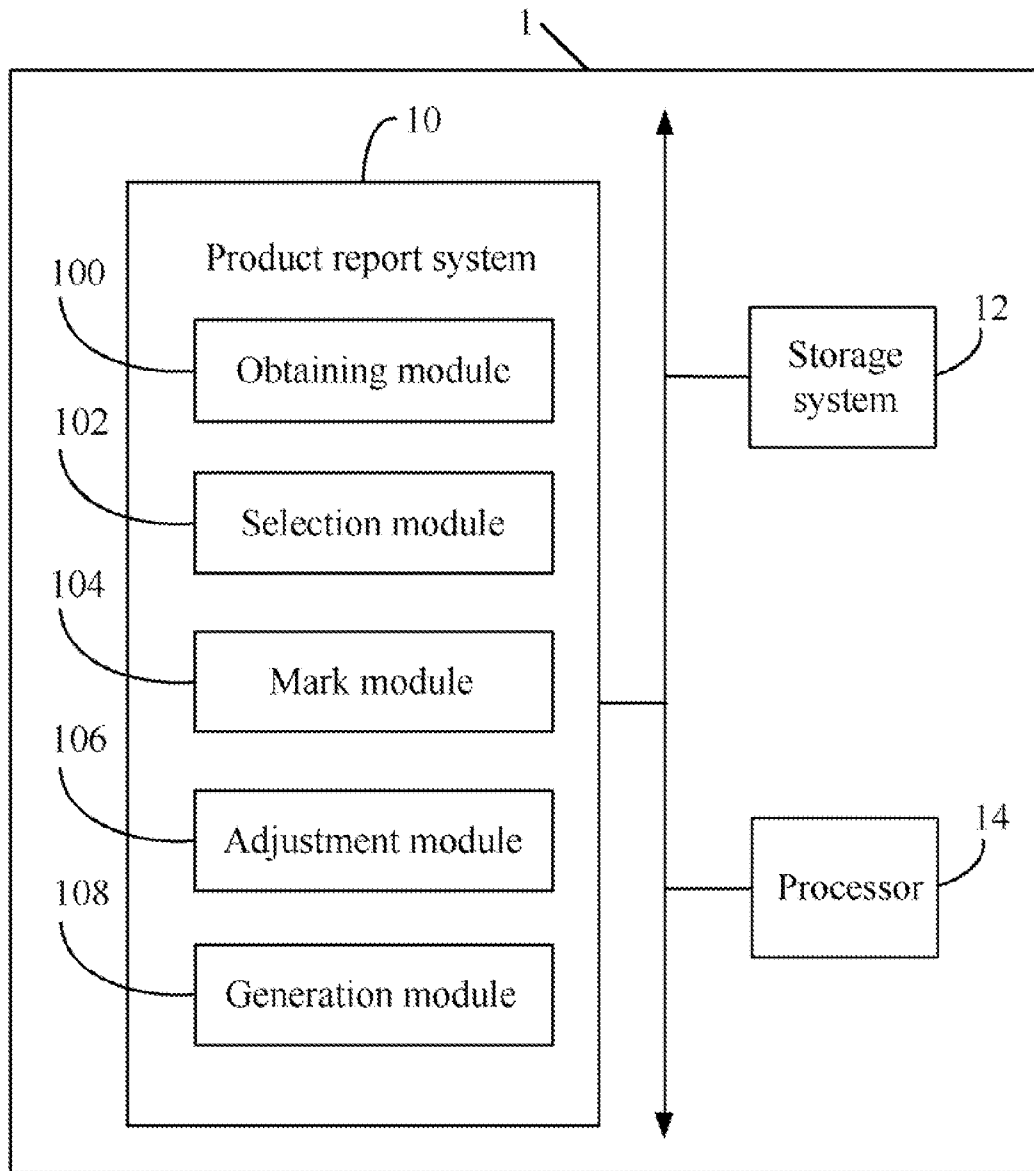 1
10
Product report system
100
Obtaining module
12
Storage
system
102
Selection module
104
Mark module
106
Adjustment module
14
Processor
108
Generation module